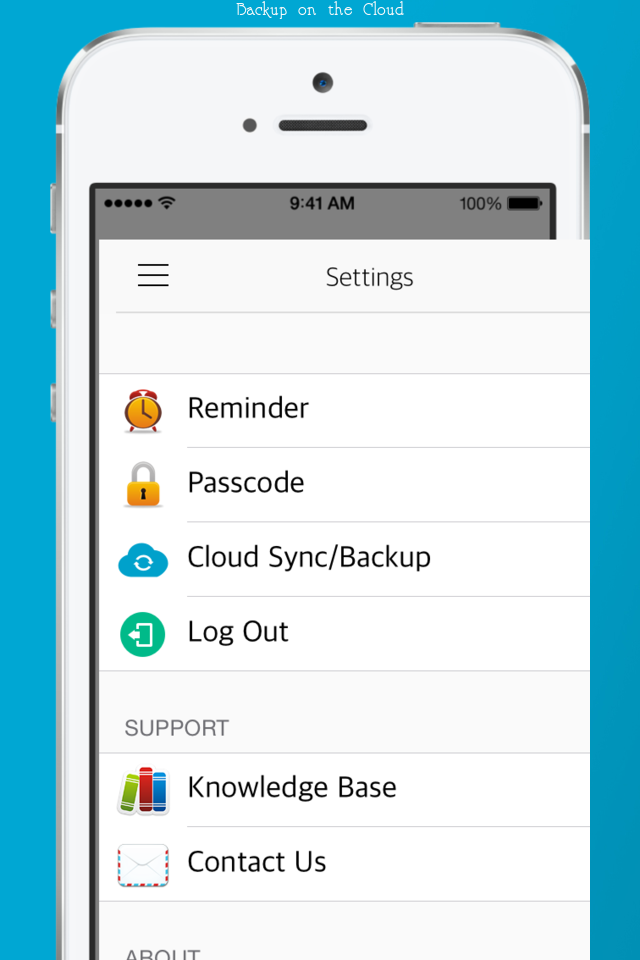 Backup on the Cloud
9:41 AM 100%
Settings
Reminder
Passcode
Cloud Sync/Backup
Log Out
SUPPORT
Knowledge Base
Contact Us
ABOUT